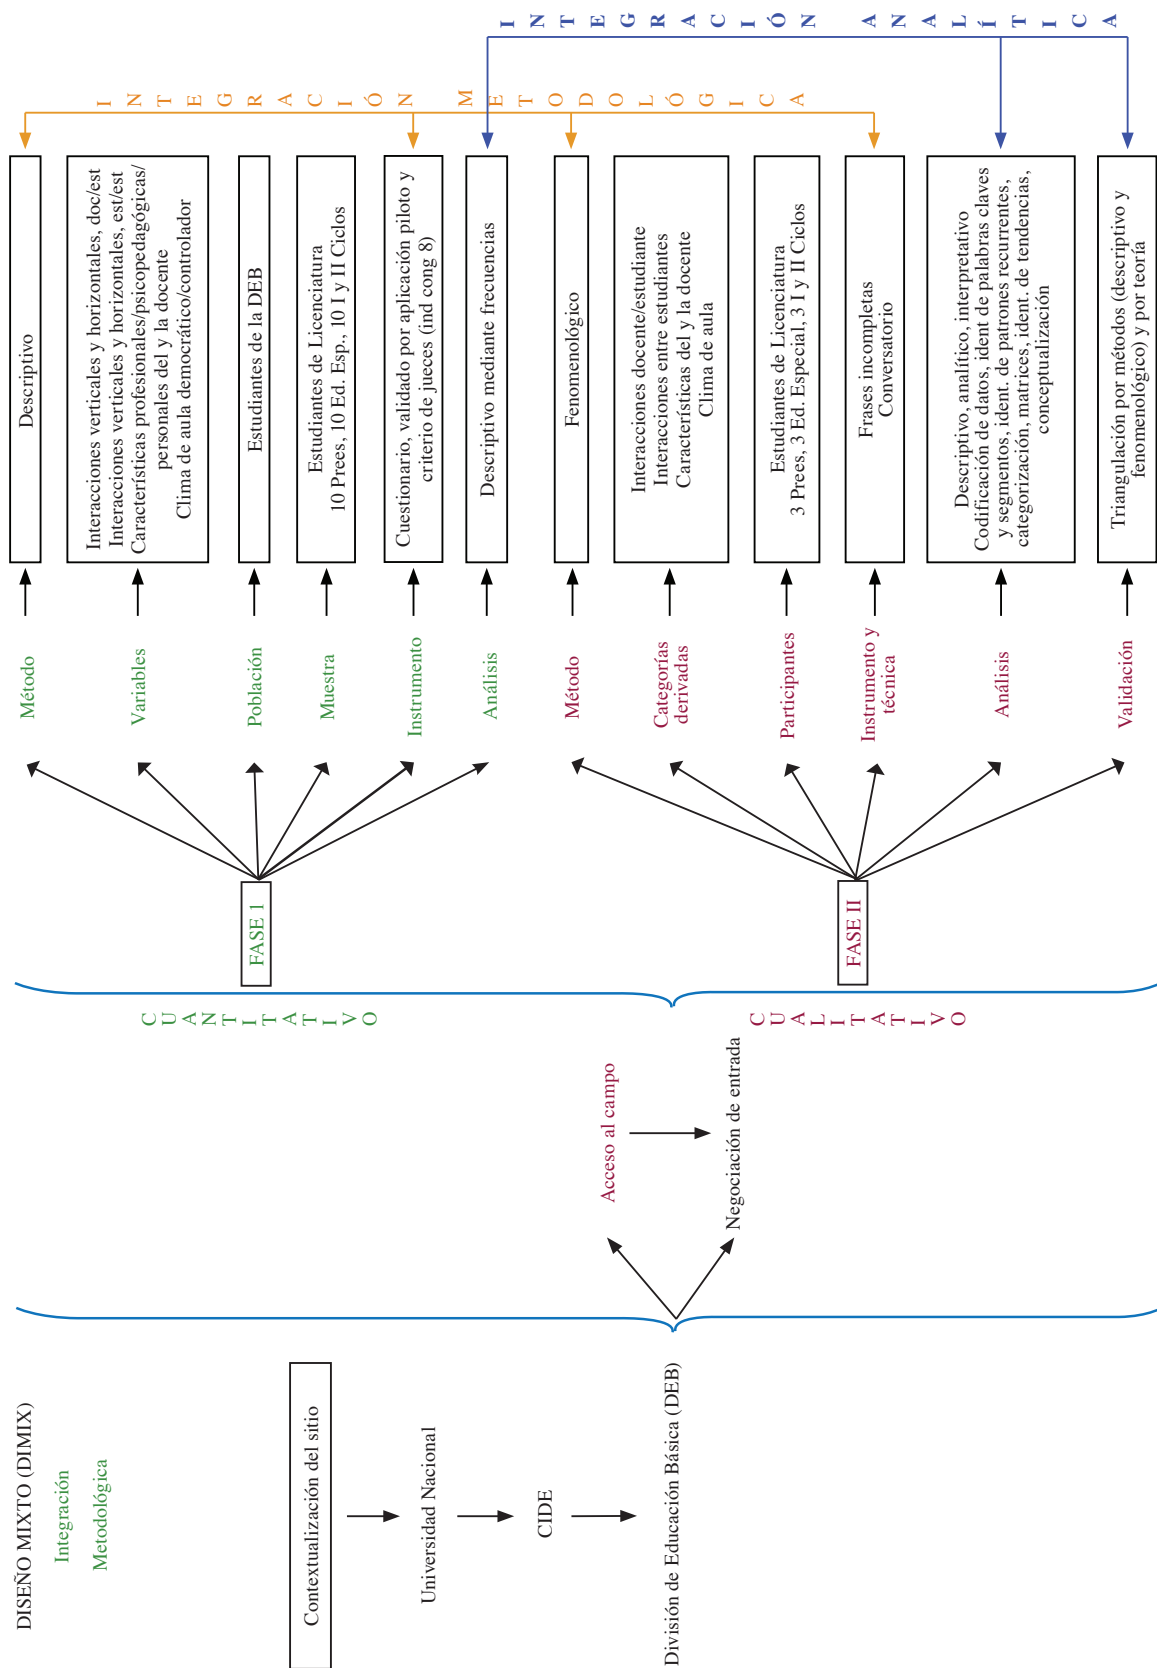 DISEÑO MIXTO (DIMIX)
Integración
Metodológica
Contextualización del sitio
Universidad Nacional
CIDE
División de Educación Básica (DEB)
Acceso al campo
Negociación de entrada
CUANTITATIVO
FASE 1
Método
Descriptivo
Variables
Interacciones verticales y horizontales, doc/est
Interacciones verticales y horizontales, est/est
Características profesionales/psicopedagógicas/
personales del y la docente
Clima de aula democrático/controlador
Población
Estudiantes de la DEB
Muestra
Estudiantes de Licenciatura
10 Prees, 10 Ed. Esp., 10 I y II Ciclos
Instrumento
Cuestionario, validado por aplicación piloto y
criterio de jueces (ind cong 8)
Análisis
Descriptivo mediante frecuencias
CUALITATIVO
FASE II
Método
Fenomenológico
Categorías
derivadas
Interacciones docente/estudiante
Interacciones entre estudiantes
Características del y la docente
Clima de aula
Participantes
Estudiantes de Licenciatura
3 Prees, 3 Ed. Especial, 3 I y II Ciclos
Instrumento y
técnica
Frases incompletas
Conversatorio
Análisis
Descriptivo, analítico, interpretativo
Codificación de datos, ident de palabras claves
y segmentos, ident. de patrones recurrentes,
categorización, matrices, ident. de tendencias,
conceptualización
Validación
Triangulación por métodos (descriptivo y
fenomenológico) y por teoría
INTEGRACIÓN METODOLÓGICA
INTEGRACIÓN ANALÍTICA